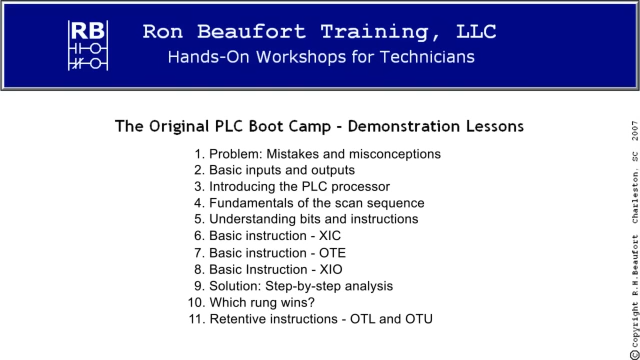 RB
Ron Beaufort Training, LLC
Hands-On Workshops for Technicians
The Original PLC Boot Camp - Demonstration Lessons
1. Problem: Mistakes and misconceptions
2. Basic inputs and outputs
3. Introducing the PLC processor
4. Fundamentals of the scan sequence
5. Understanding bits and instructions
6. Basic instruction - XIC
7. Basic instruction - OTE
8. Basic Instruction - XIO
9. Solution: Step-by-step analysis
10. Which rung wins?
11. Retentive instructions - OTL and OTU
© Copyright R.H.Beaufort Charleston, SC 2007